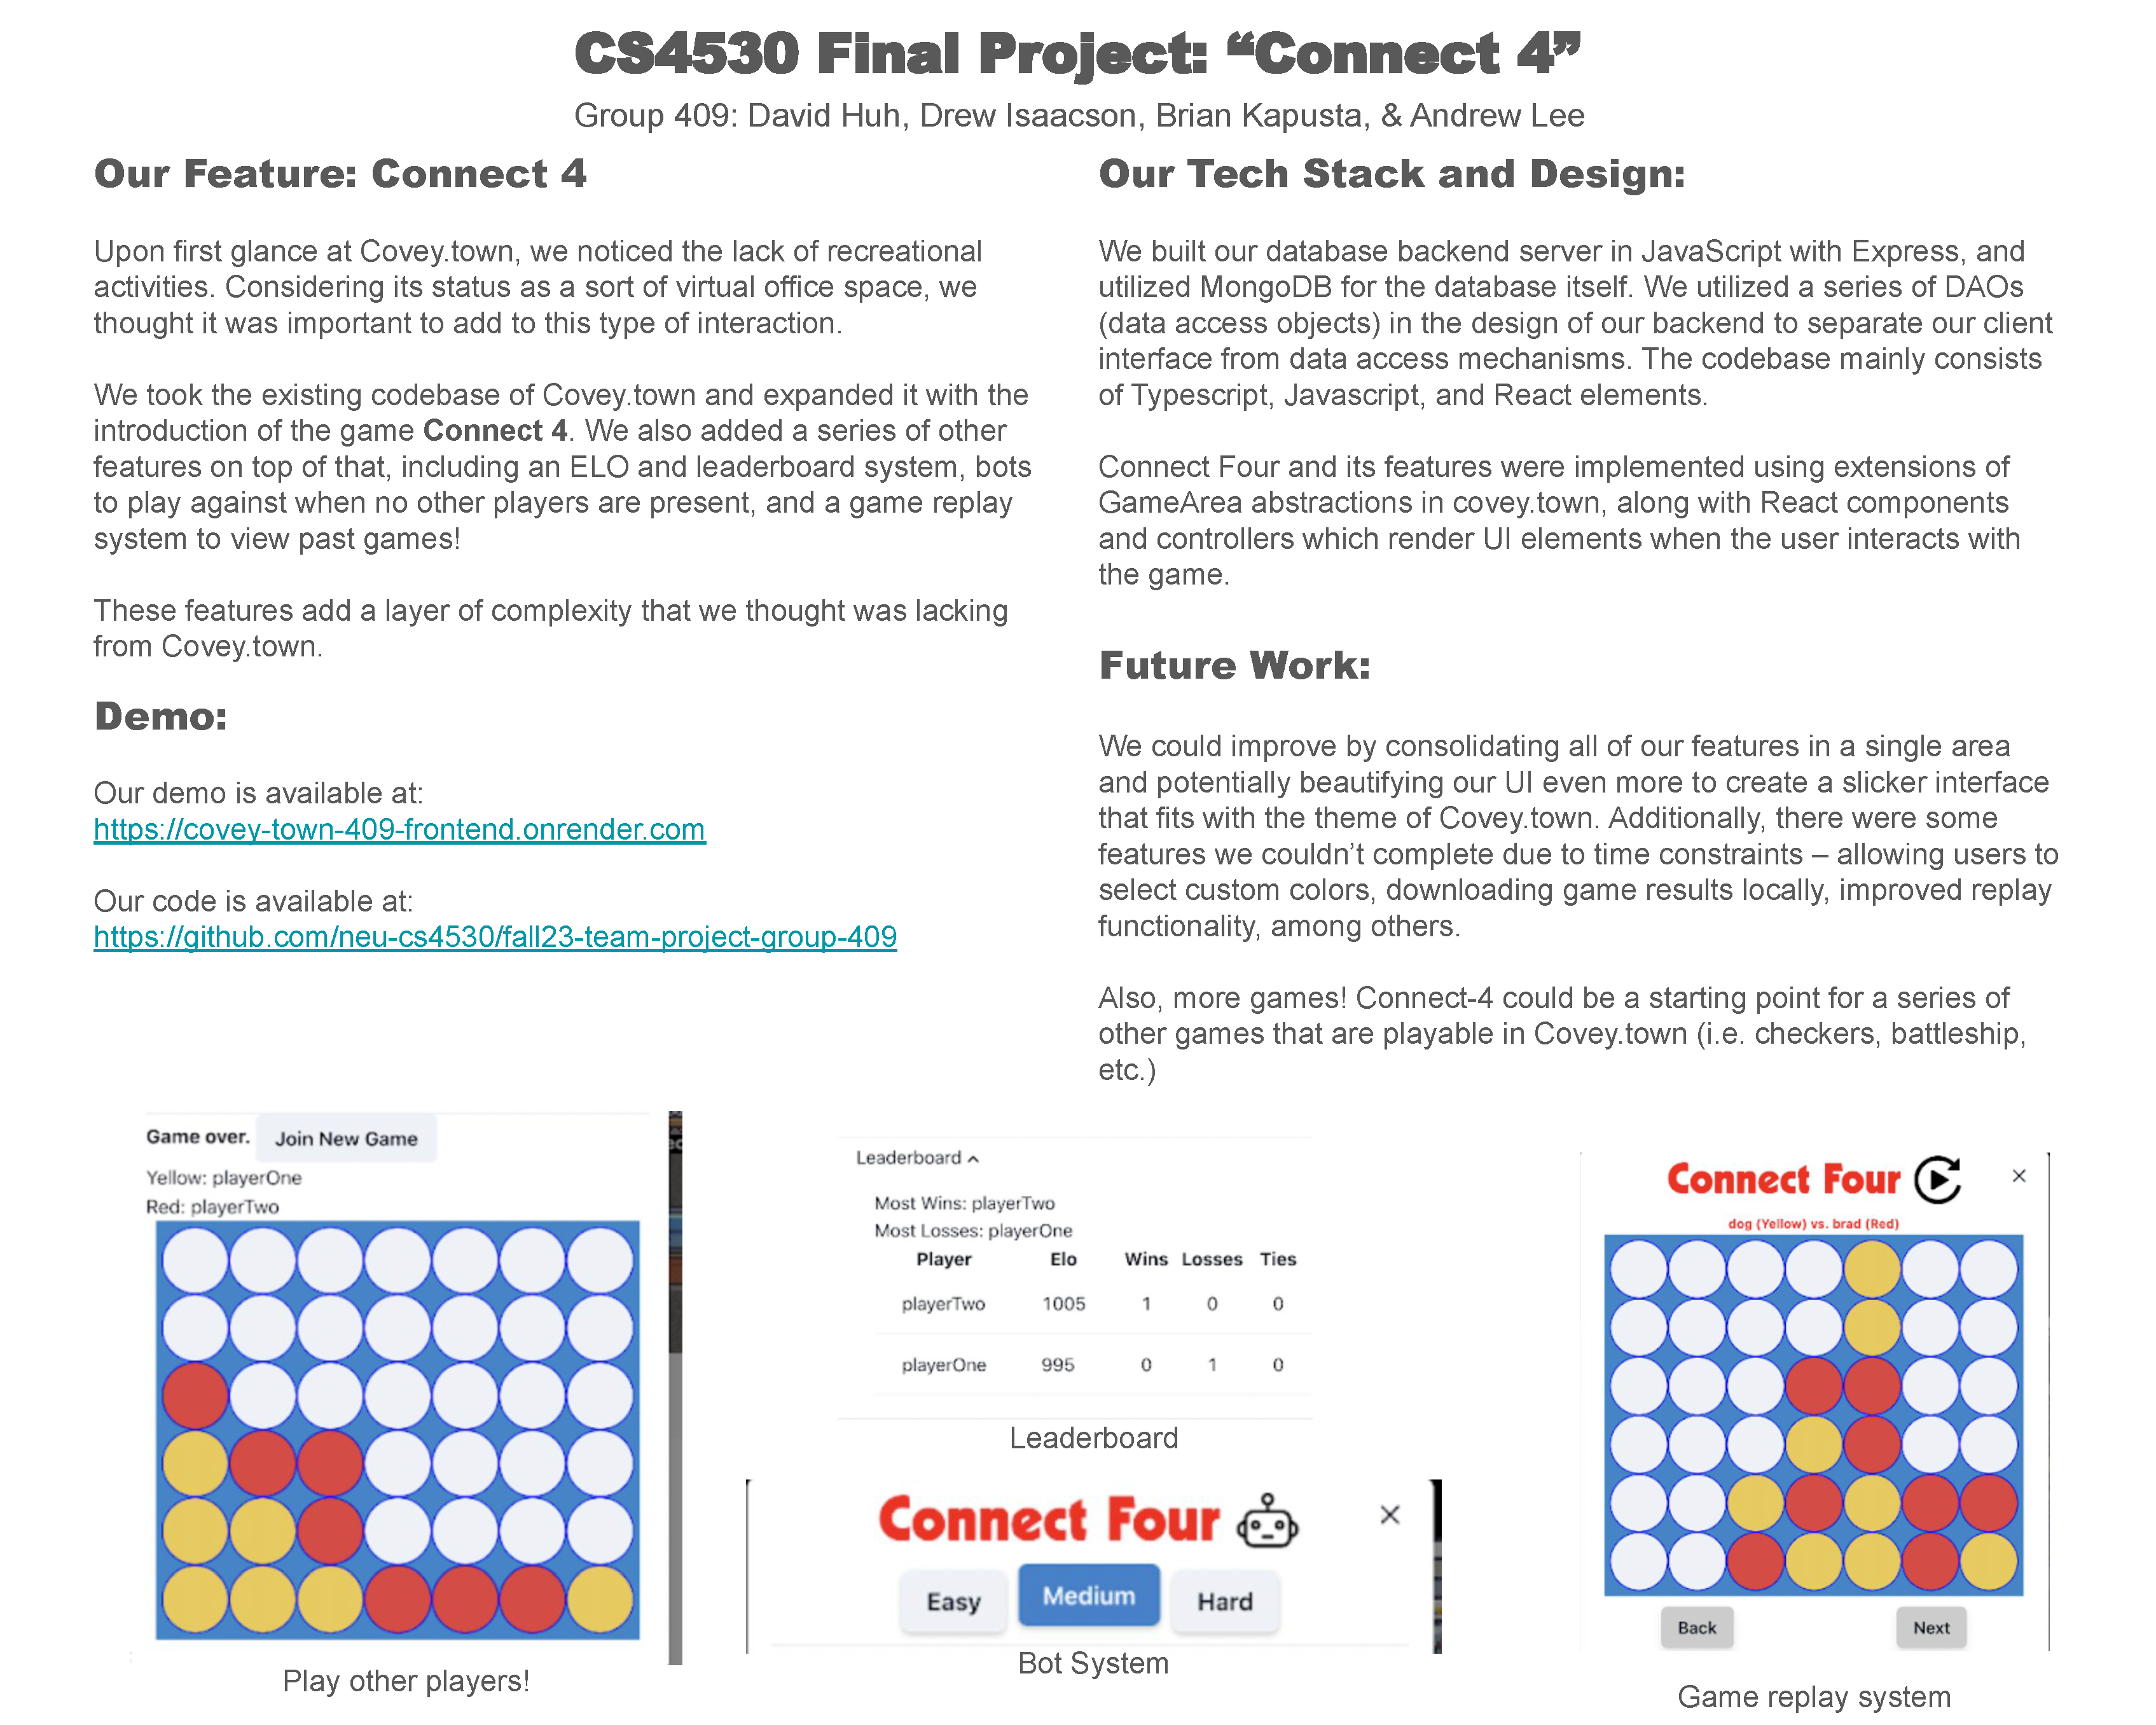 CS4530 Final Project: “Connect 4”
Group 409: David Huh, Drew Isaacson, Brian Kapusta, & Andrew Lee
Our Feature: Connect 4
Upon first glance at Covey.town, we noticed the lack of recreational
activities. Considering its status as a sort of virtual office space, we
thought it was important to add to this type of interaction.
We took the existing codebase of Covey.town and expanded it with the
introduction of the game Connect 4. We also added a series of other
features on top of that, including an ELO and leaderboard system, bots
to play against when no other players are present, and a game replay
system to view past games!
These features add a layer of complexity that we thought was lacking
from Covey.town.
Demo:
Our demo is available at:
https://covey-town-409-frontend.onrender.com
Our code is available at:
https://github.com/neu-cs4530/fall23-team-project-group-409
Our Tech Stack and Design:
We built our database backend server in JavaScript with Express, and
utilized MongoDB for the database itself. We utilized a series of DAOs
(data access objects) in the design of our backend to separate our client
interface from data access mechanisms. The codebase mainly consists
of Typescript, Javascript, and React elements.
Connect Four and its features were implemented using extensions of
GameArea abstractions in covey.town, along with React components
and controllers which render UI elements when the user interacts with
the game.
Future Work:
We could improve by consolidating all of our features in a single area
and potentially beautifying our UI even more to create a slicker interface
that fits with the theme of Covey.town. Additionally, there were some
features we couldn’t complete due to time constraints – allowing users to
select custom colors, downloading game results locally, improved replay
functionality, among others.
Also, more games! Connect-4 could be a starting point for a series of
other games that are playable in Covey.town (i.e. checkers, battleship,
etc.)
Game over. Join New Game
Yellow: playerOne
Red: playerTwo
Play other players!
Leaderboard
Most Wins: playerTwo
Most Losses: playerOne
Player Elo Wins Losses Ties
playerTwo 1005 1 0 0
playerOne 995 0 1 0
Leaderboard
Connect Four
Easy Medium Hard
Bot System
Connect Four
dog (Yellow) vs. brad (Red)
Back Next
Game replay system